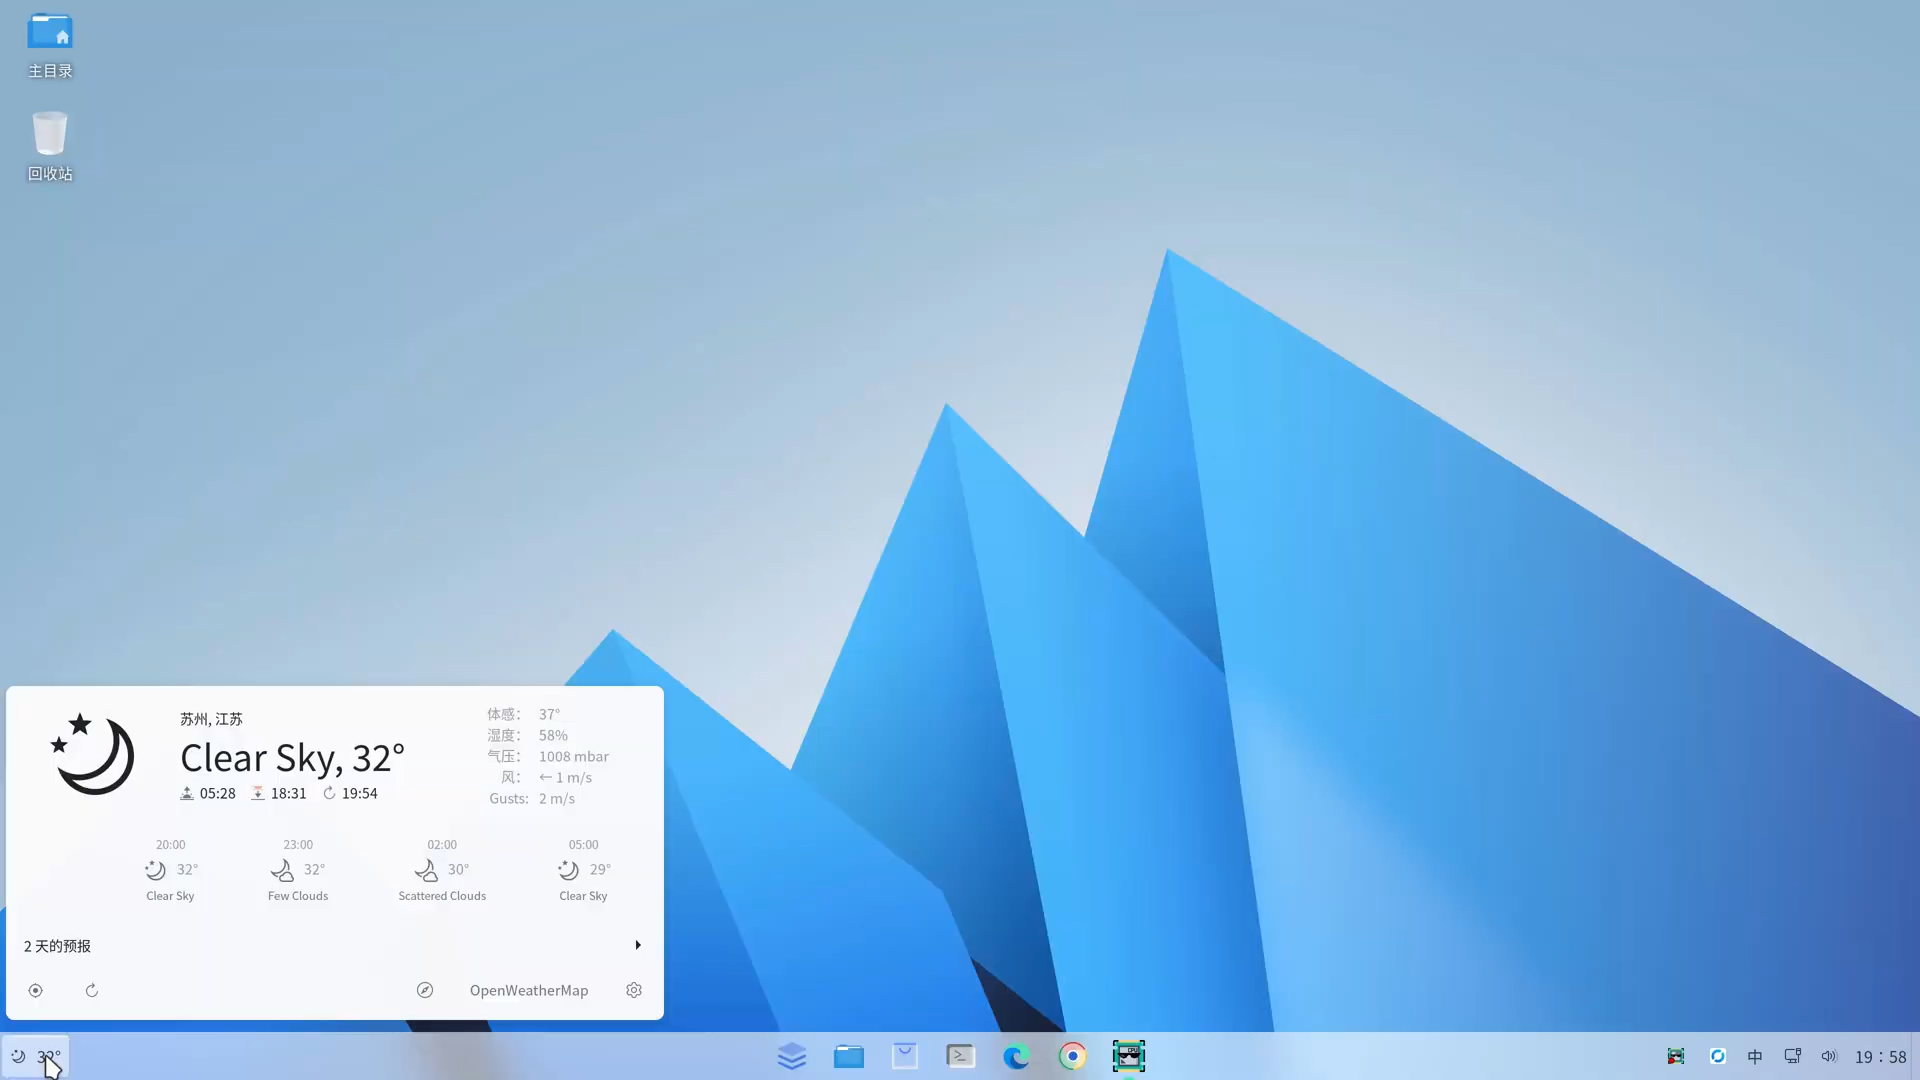 主目录
回收站
苏州, 江苏
Clear Sky, 32°
05:28 18:31 19:54
体感： 37°
湿度： 58%
气压： 1008 mbar
风： ← 1 m/s
Gusts: 2 m/s
20:00 23:00 02:00 05:00
32° 32° 30° 29°
Clear Sky Few Clouds Scattered Clouds Clear Sky
2 天的预报
OpenWeatherMap
32°
CPU
中
19：58